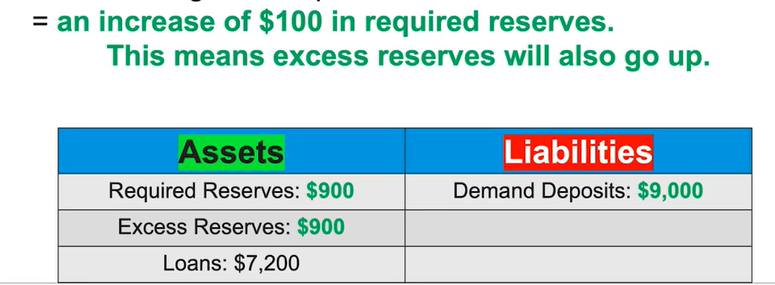 = an increase of $100 in required reserves.
This means excess reserves will also go up.
Assets
Liabilities
Required Reserves: $900
Demand Deposits: $9,000
Excess Reserves: $900
Loans: $7,200